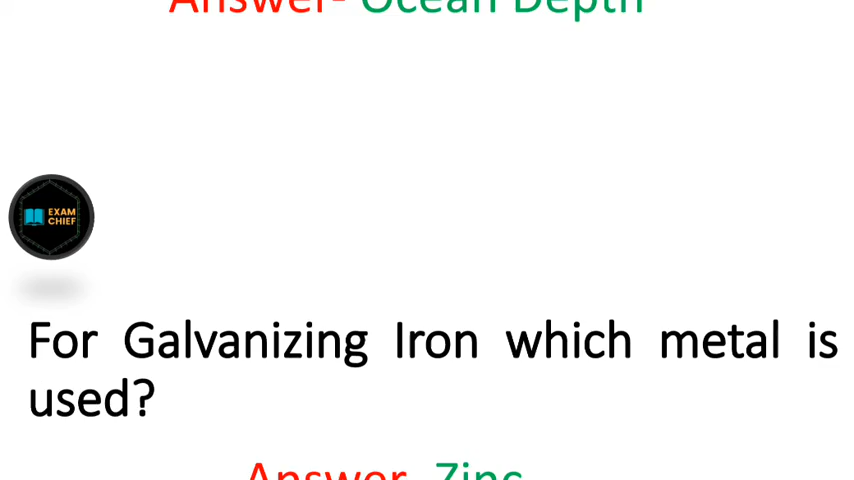 Answer- Ocean Depth
EXAM
CHIEF
For Galvanizing Iron which metal is
used?
Answer- Zinc